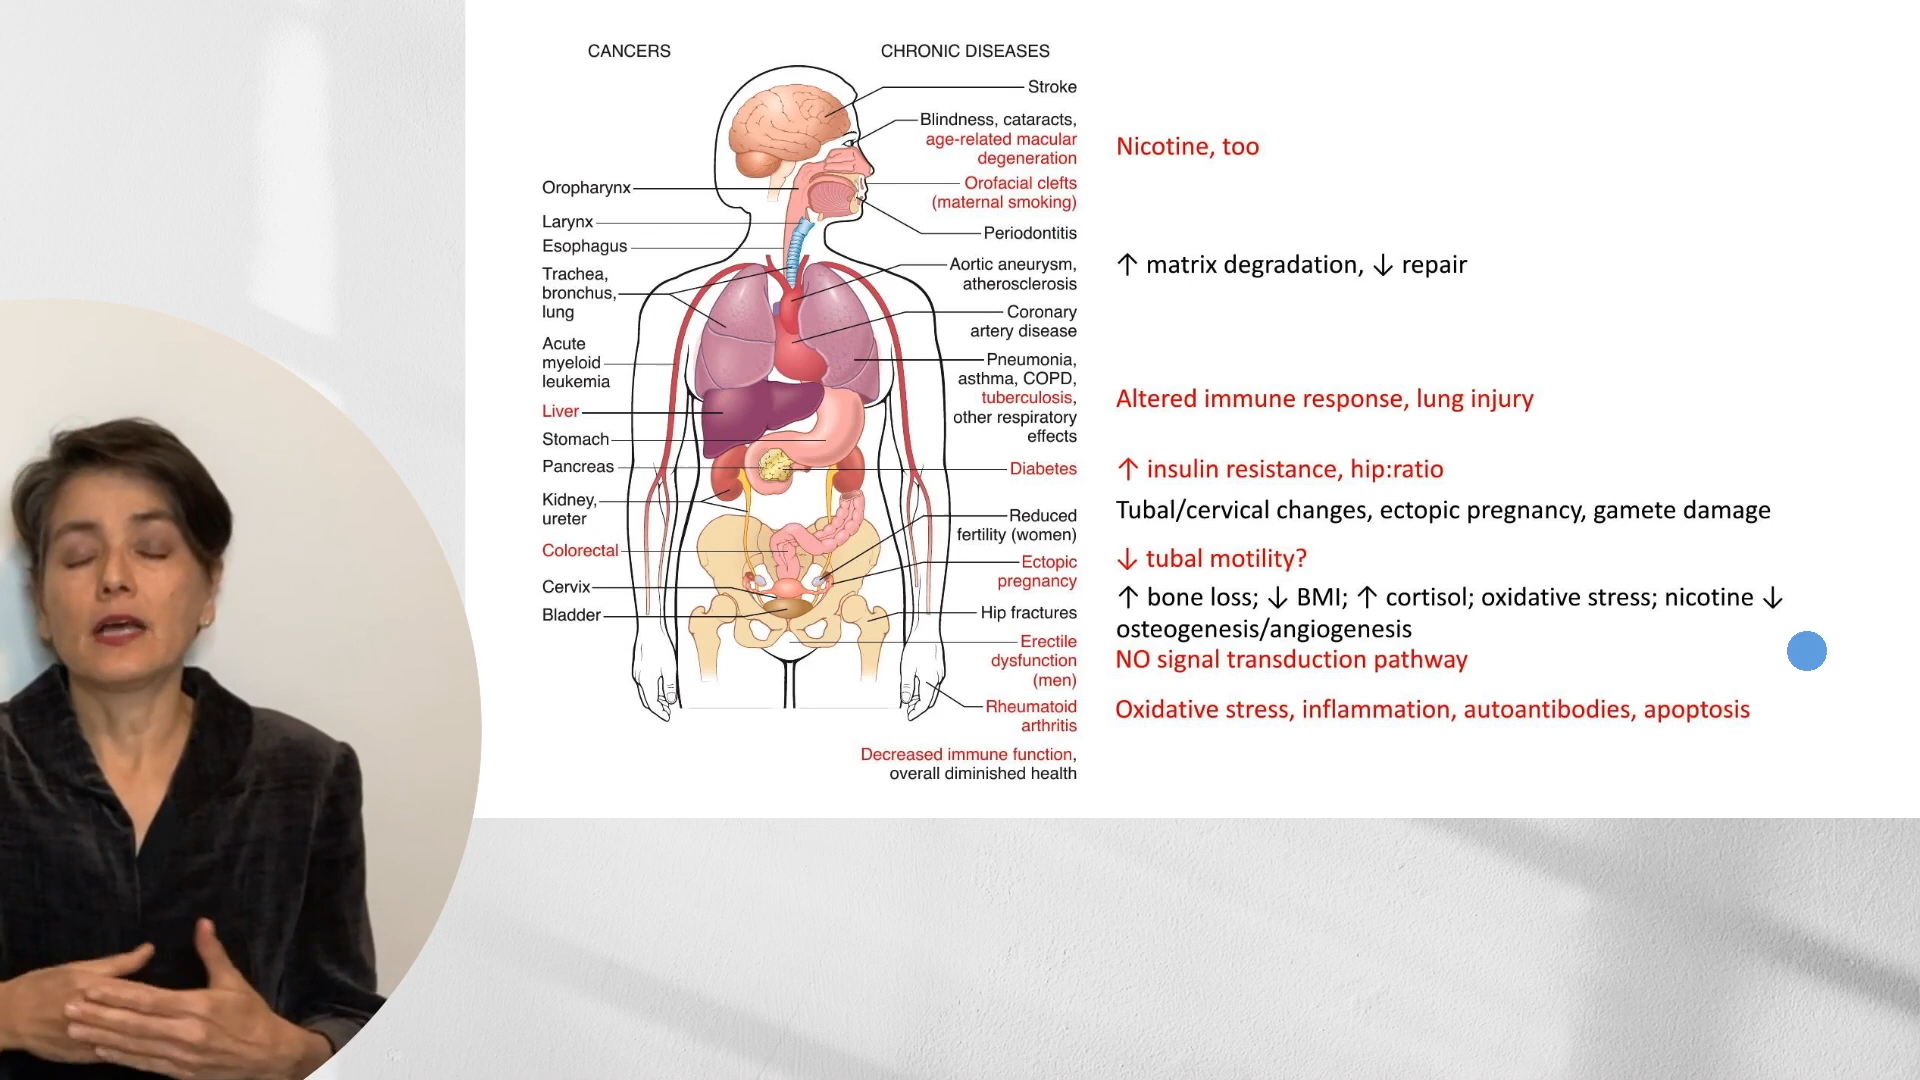 CANCERS
CHRONIC DISEASES
Oropharynx
Larynx
Esophagus
Trachea,
bronchus,
lung
Acute
myeloid
leukemia
Liver
Stomach
Pancreas
Kidney,
ureter
Colorectal
Cervix
Bladder
Stroke
Blindness, cataracts,
age-related macular
degeneration
Orofacial clefts
(maternal smoking)
Periodontitis
Aortic aneurysm,
atherosclerosis
Coronary
artery disease
Pneumonia,
asthma, COPD,
tuberculosis,
other respiratory
effects
Diabetes
Reduced
fertility (women)
Ectopic
pregnancy
Hip fractures
Erectile
dysfunction
(men)
Rheumatoid
arthritis
Decreased immune function,
overall diminished health
Nicotine, too
↑ matrix degradation, ↓ repair
Altered immune response, lung injury
↑ insulin resistance, hip:ratio
Tubal/cervical changes, ectopic pregnancy, gamete damage
↓ tubal motility?
↑ bone loss; ↓ BMI; ↑ cortisol; oxidative stress; nicotine ↓
osteogenesis/angiogenesis
NO signal transduction pathway
Oxidative stress, inflammation, autoantibodies, apoptosis